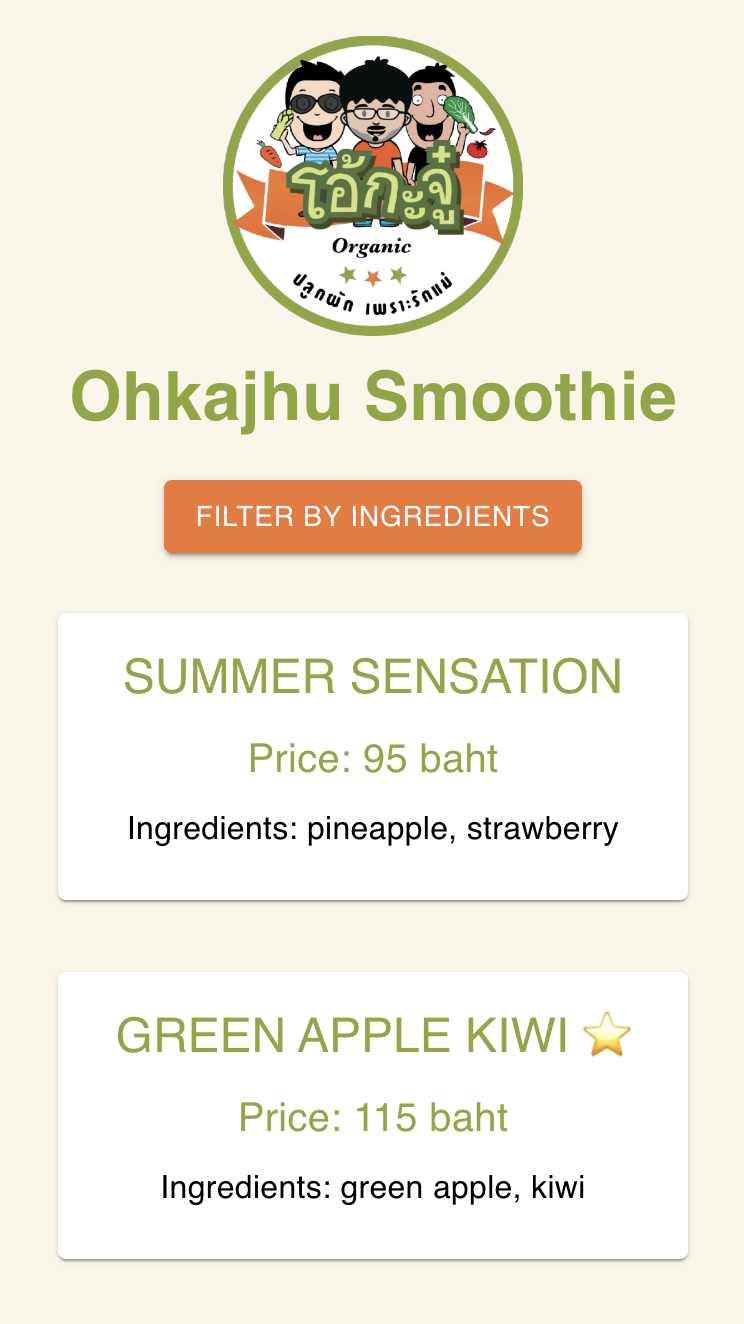 โอ้กะจู๋
Organic
ปลูกผัก เพราะรักแม่
Ohkajhu Smoothie
FILTER BY INGREDIENTS
SUMMER SENSATION
Price: 95 baht
Ingredients: pineapple, strawberry
GREEN APPLE KIWI ⭐
Price: 115 baht
Ingredients: green apple, kiwi